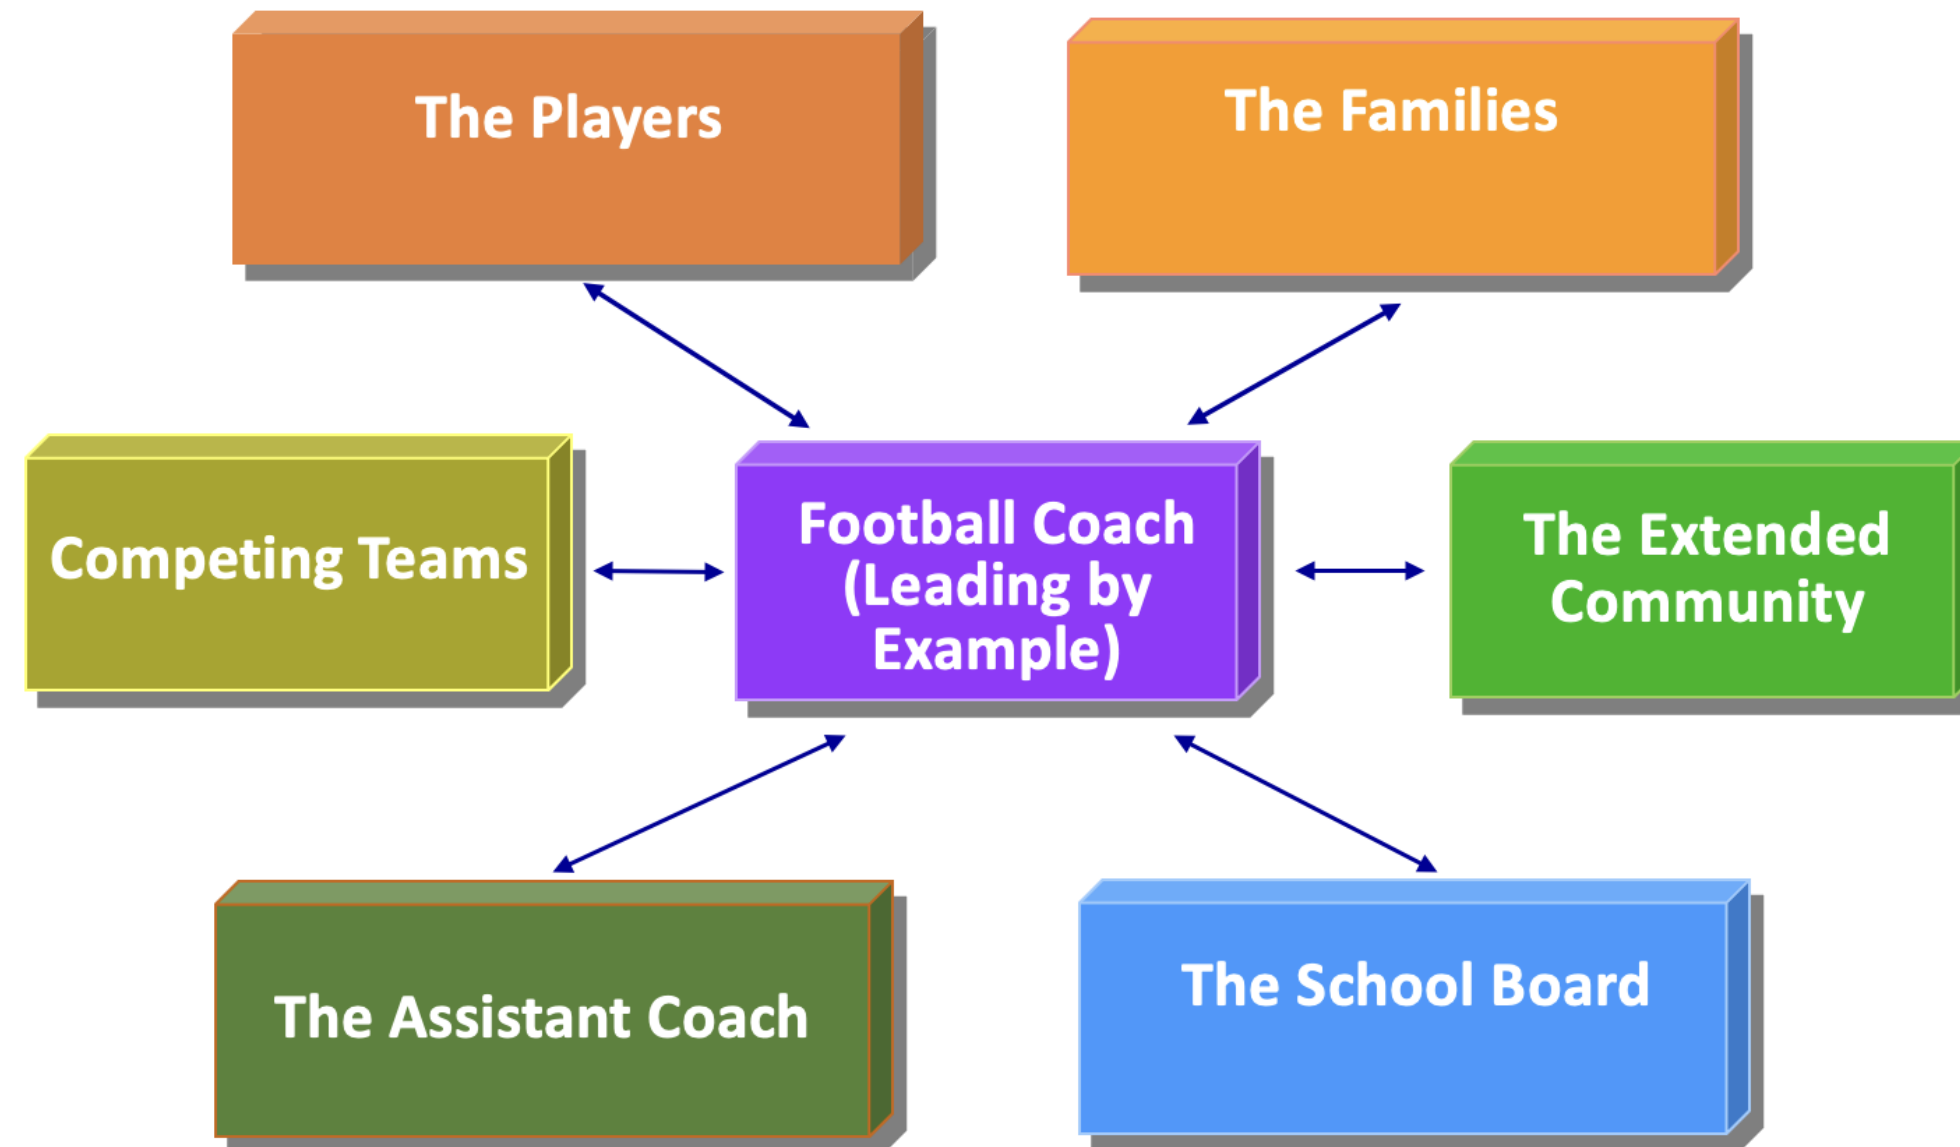 The Players
The Families
Competing Teams
Football Coach
(Leading by
Example)
The Extended
Community
The Assistant Coach
The School Board